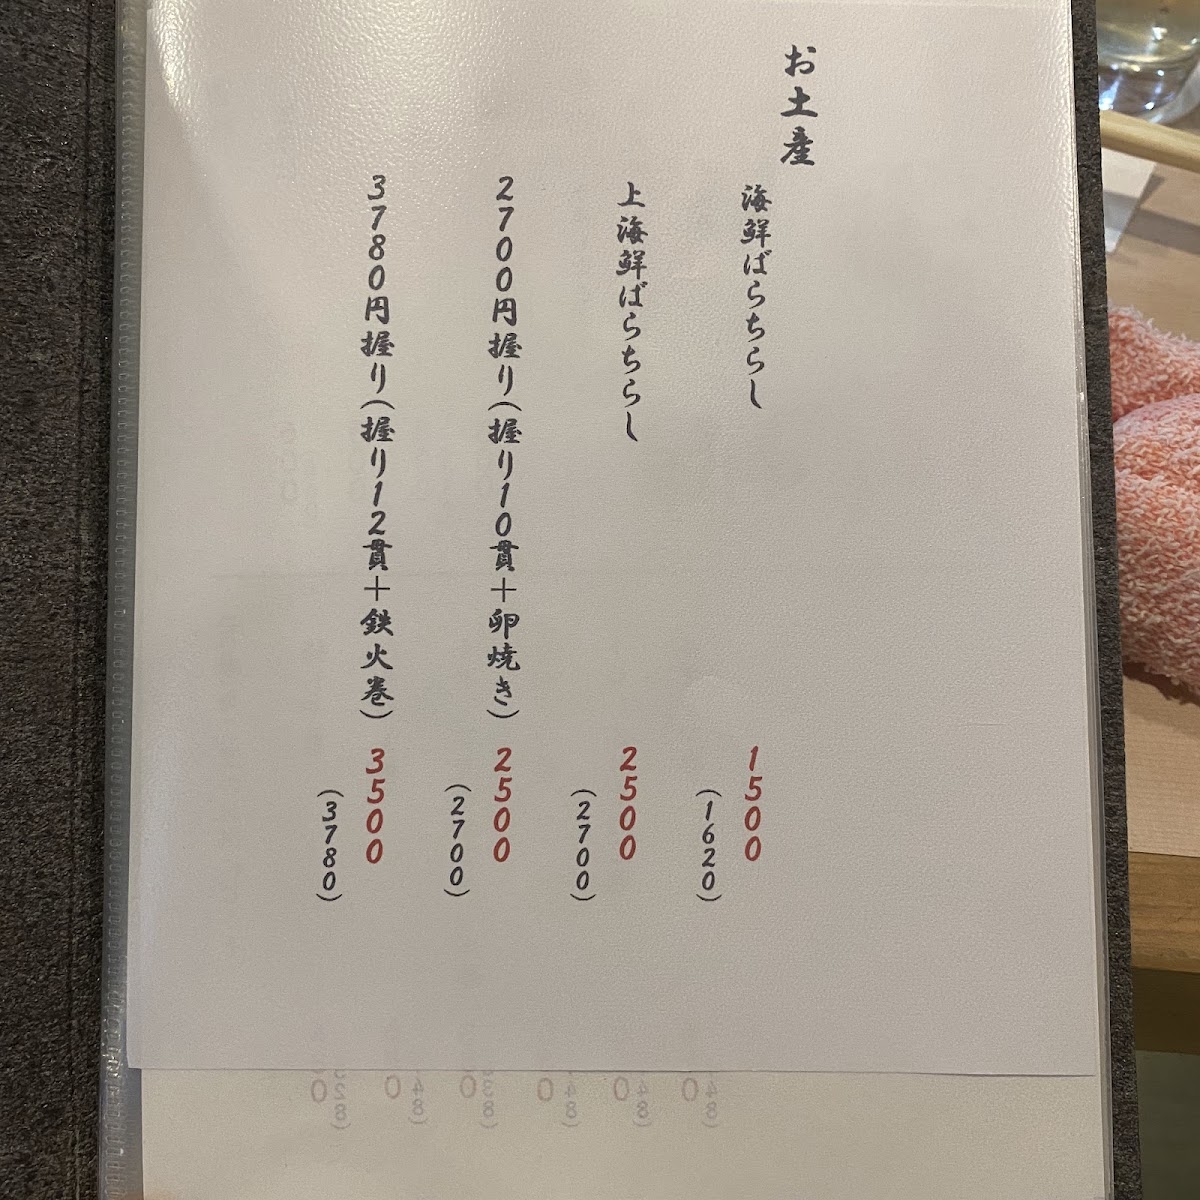 お土産
海鮮ばらちらし 1500
(1620)
上海鮮ばらちらし 2500
(2700)
2700円握り(握り10貫+卵焼き) 2500
(2700)
3780円握り(握り12貫+鉄火巻) 3500
(3780)